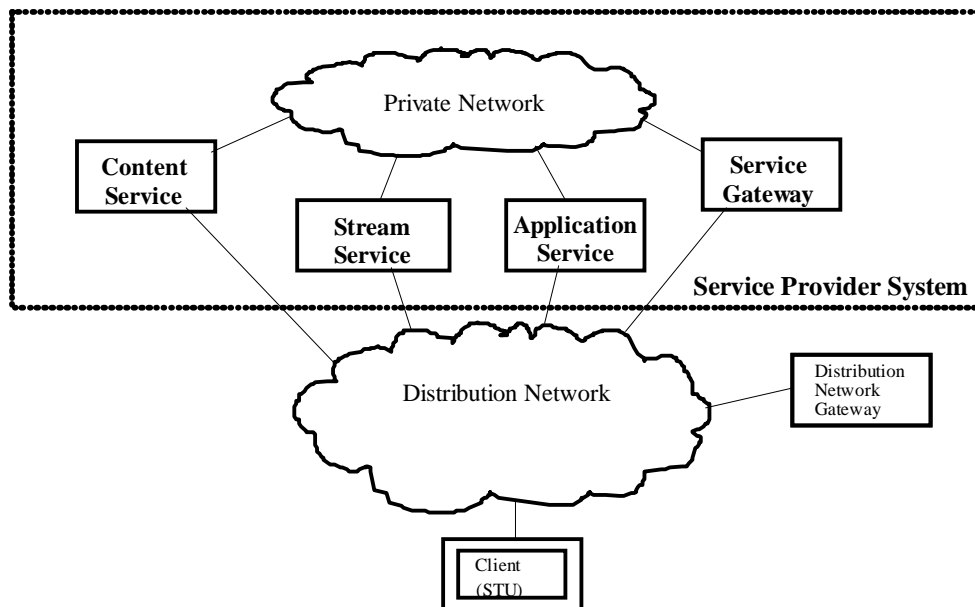 Private Network
Content
Service
Service
Gateway
Stream
Service
Application
Service
Service Provider System
Distribution Network
Distribution
Network
Gateway
Client
(STU)